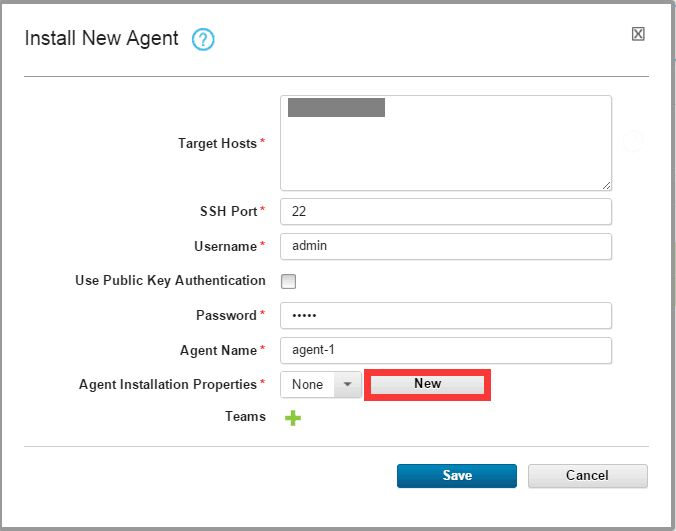 Install New Agent ?
Target Hosts *
SSH Port * 22
Username * admin
Use Public Key Authentication
Password * •••••
Agent Name * agent-1
Agent Installation Properties * None New
Teams
Save Cancel